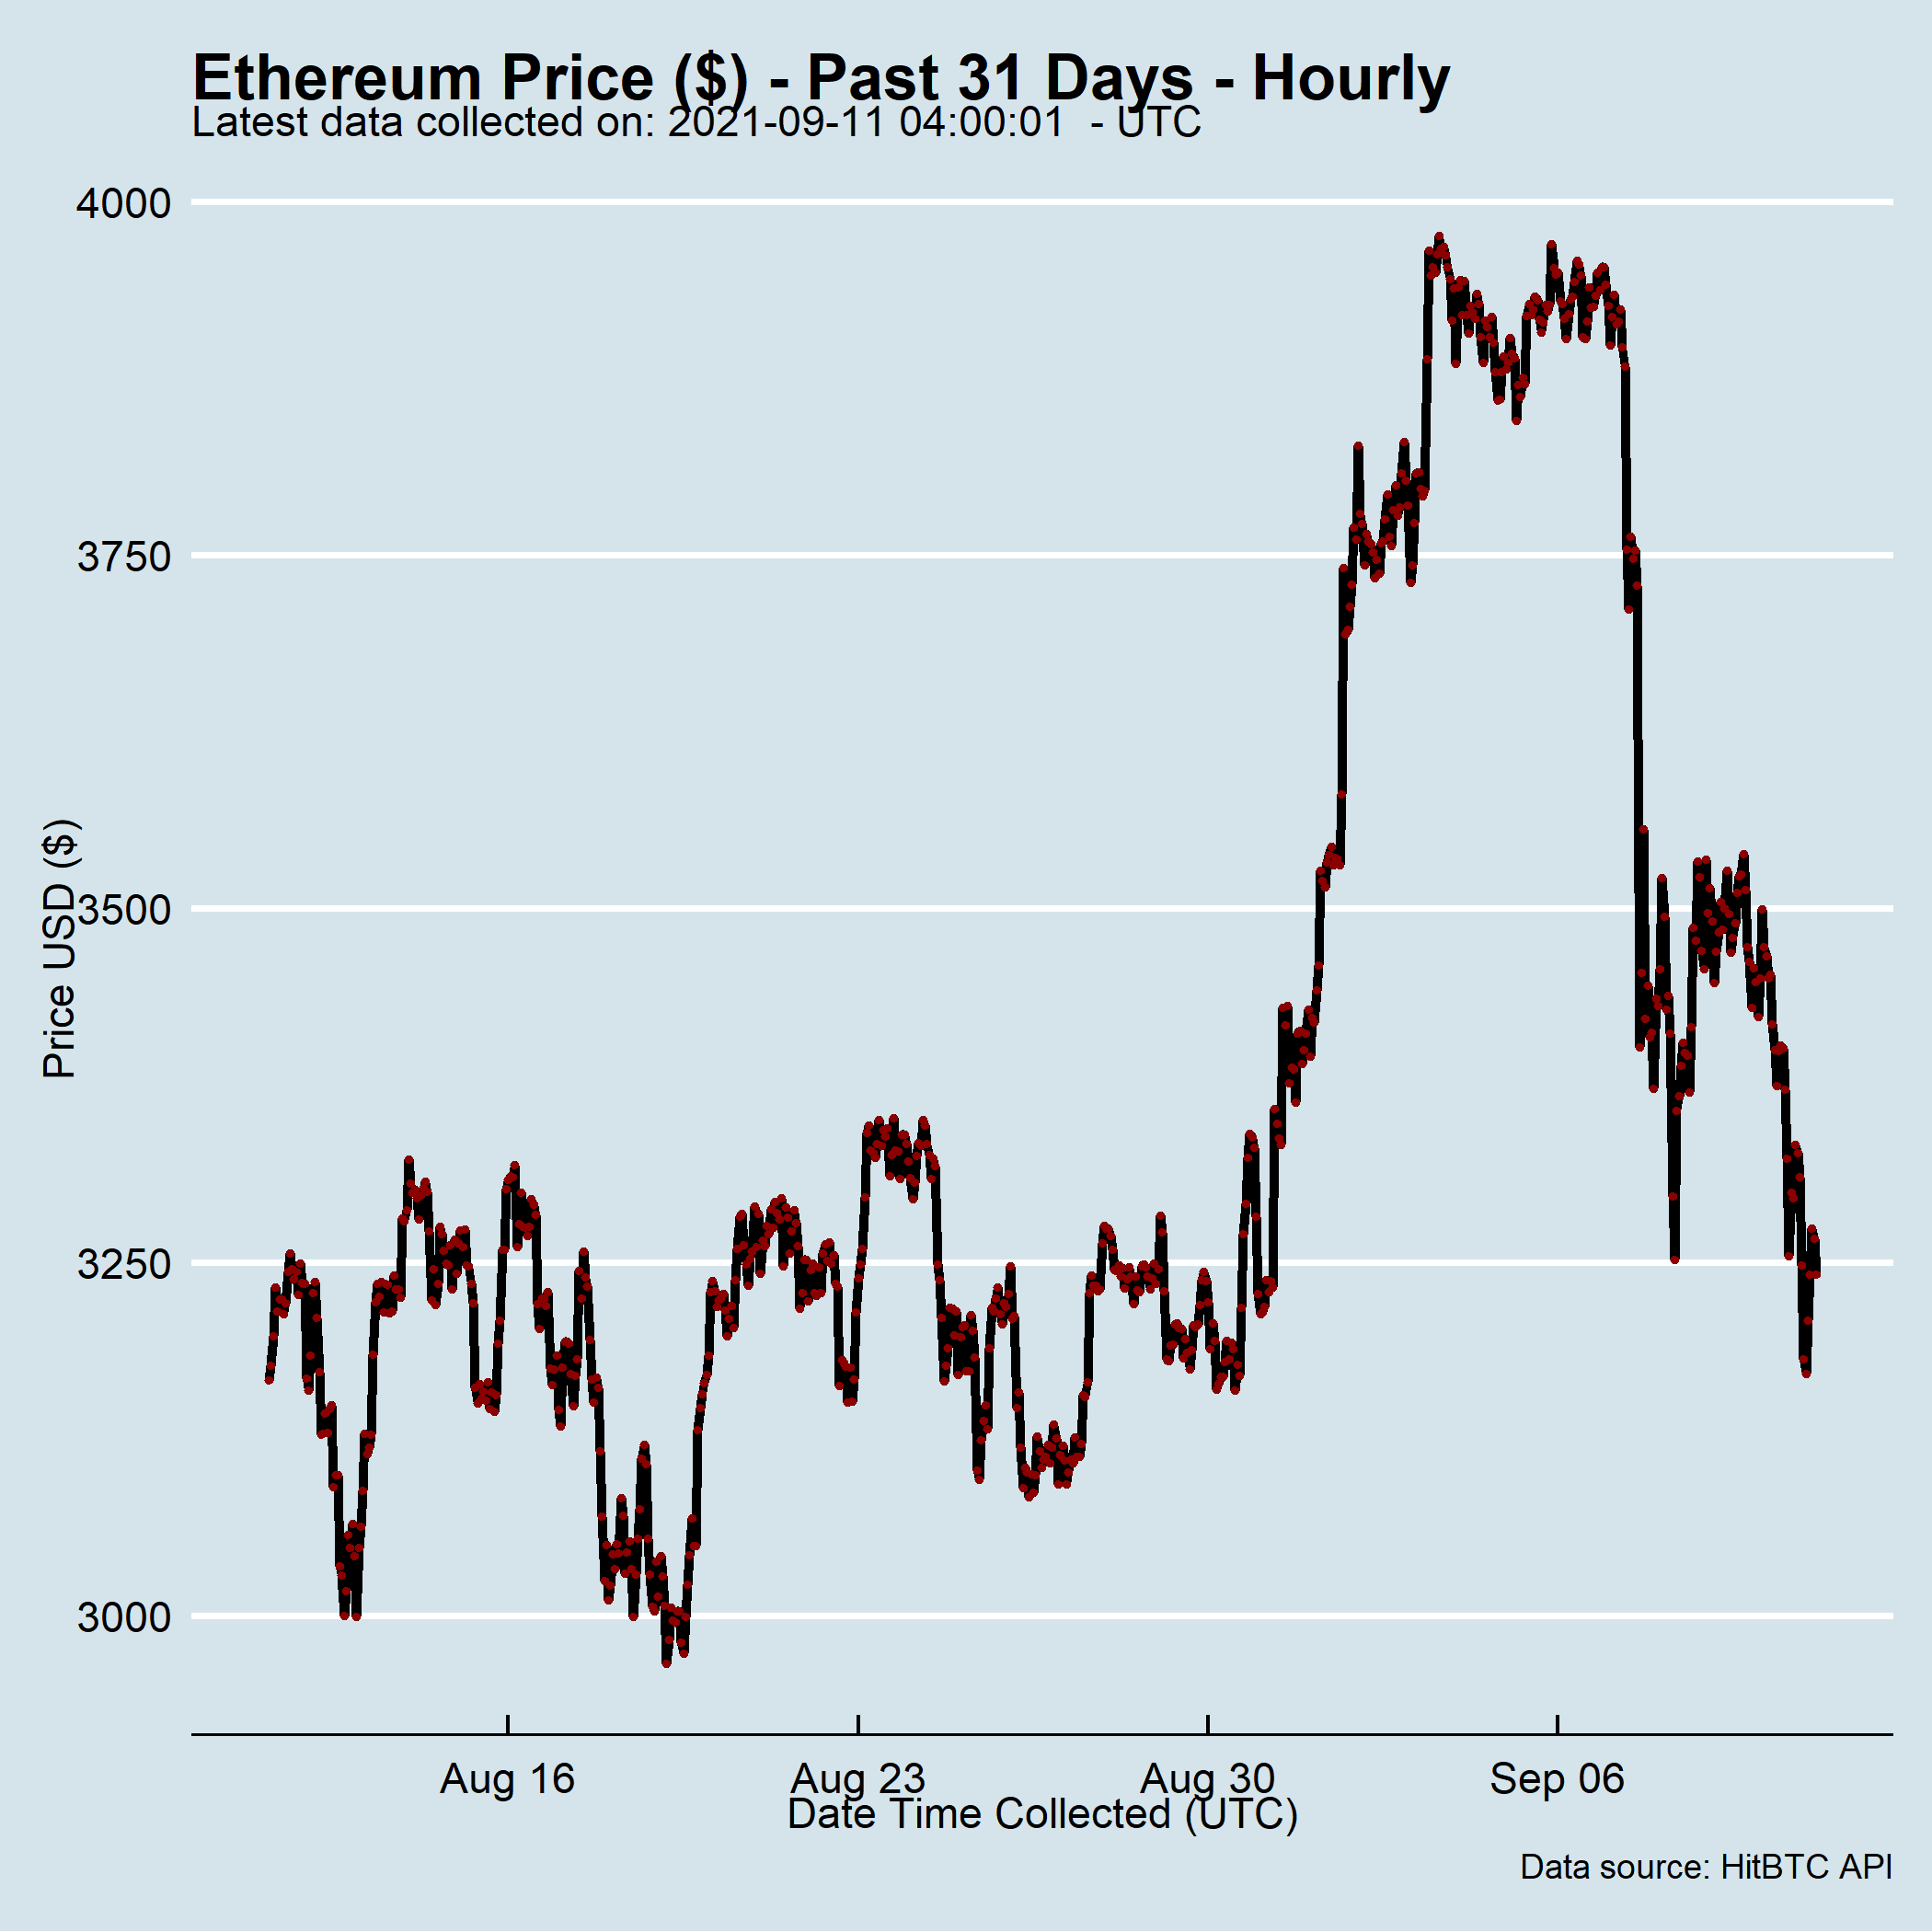 Ethereum Price ($) - Past 31 Days - Hourly
Latest data collected on: 2021-09-11 04:00:01  - UTC
4000
3750
3500
3250
3000
Price USD ($)
Aug 16
Aug 23
Aug 30
Sep 06
Date Time Collected (UTC)
Data source: HitBTC API